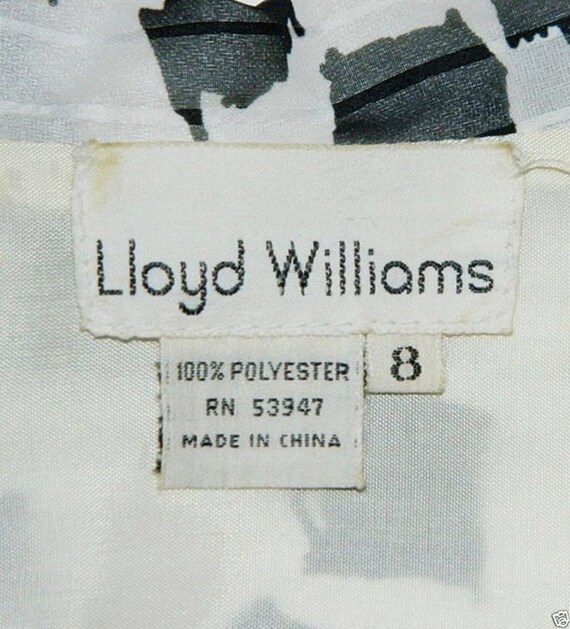 Lloyd Williams
8
100% POLYESTER
RN 53947
MADE IN CHINA